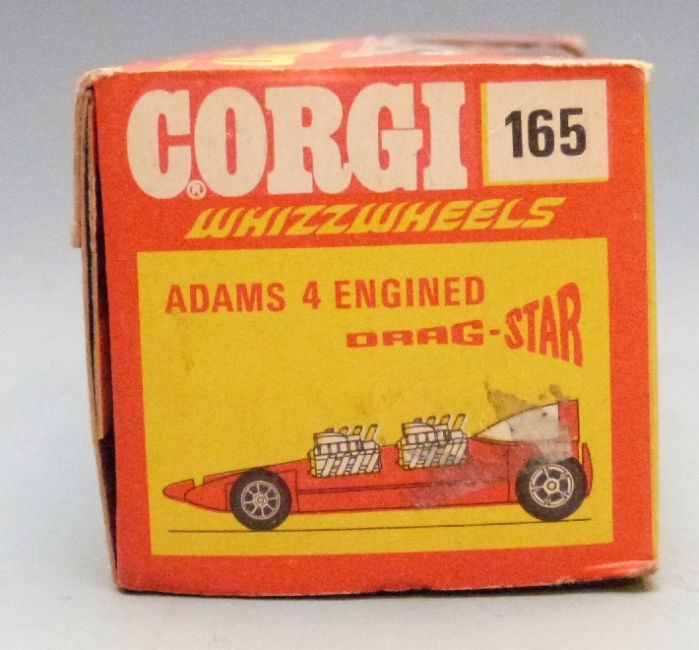 CORGI® 165
WHIZZWHEELS
ADAMS 4 ENGINED
DRAG-STAR